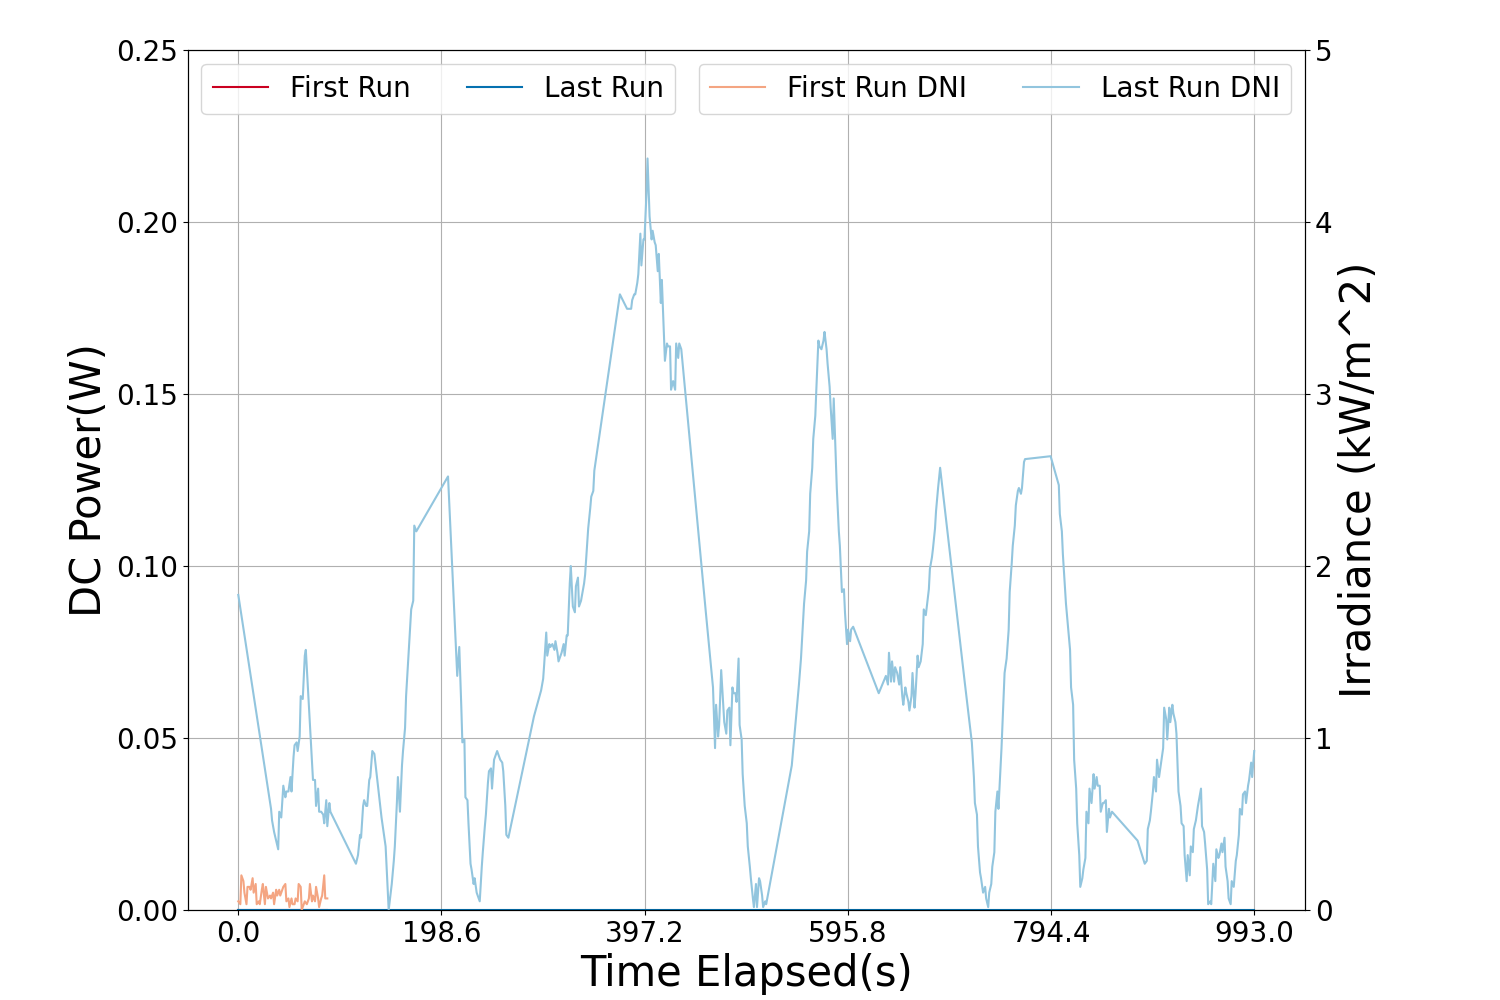 First Run
Last Run
First Run DNI
Last Run DNI
DC Power(W)
0.25
0.20
0.15
0.10
0.05
0.00
5
4
3
2
1
0
Irradiance (kW/m^2)
0.0 198.6 397.2 595.8 794.4 993.0
Time Elapsed(s)